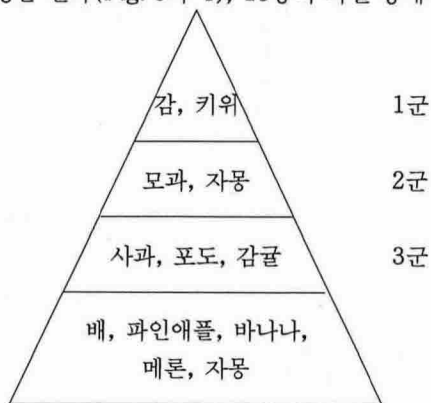 감, 키위 1군
모과, 자몽 2군
사과, 포도, 감귤 3군
배, 파인애플, 바나나,
메론, 자몽